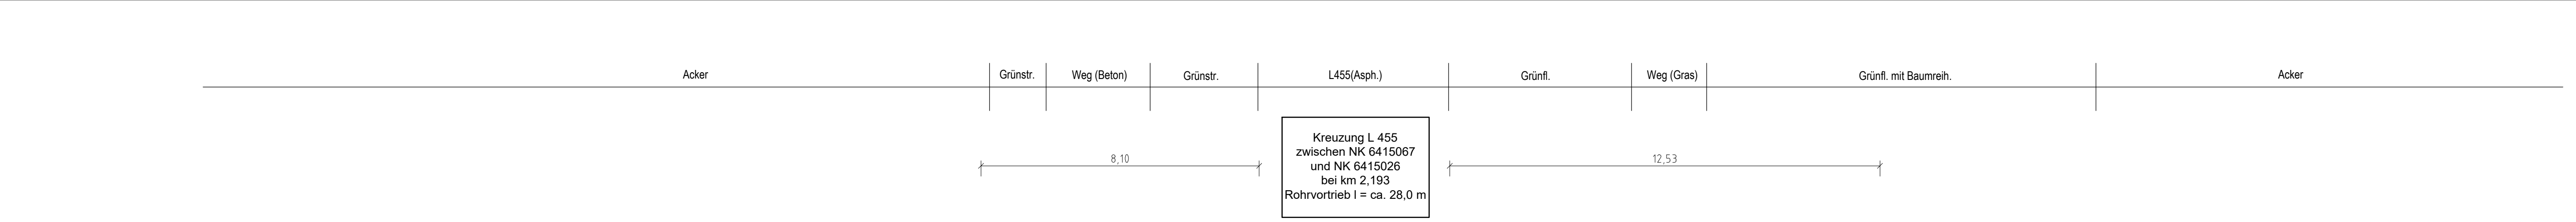 Acker
Grünstr.
Weg (Beton)
Grünstr.
L455(Asph.)
Grünfl.
Weg (Gras)
Grünfl. mit Baumreih.
Acker
8,10
Kreuzung L 455
zwischen NK 6415067
und NK 6415026
bei km 2,193
Rohrvortrieb l = ca. 28,0 m
12,53